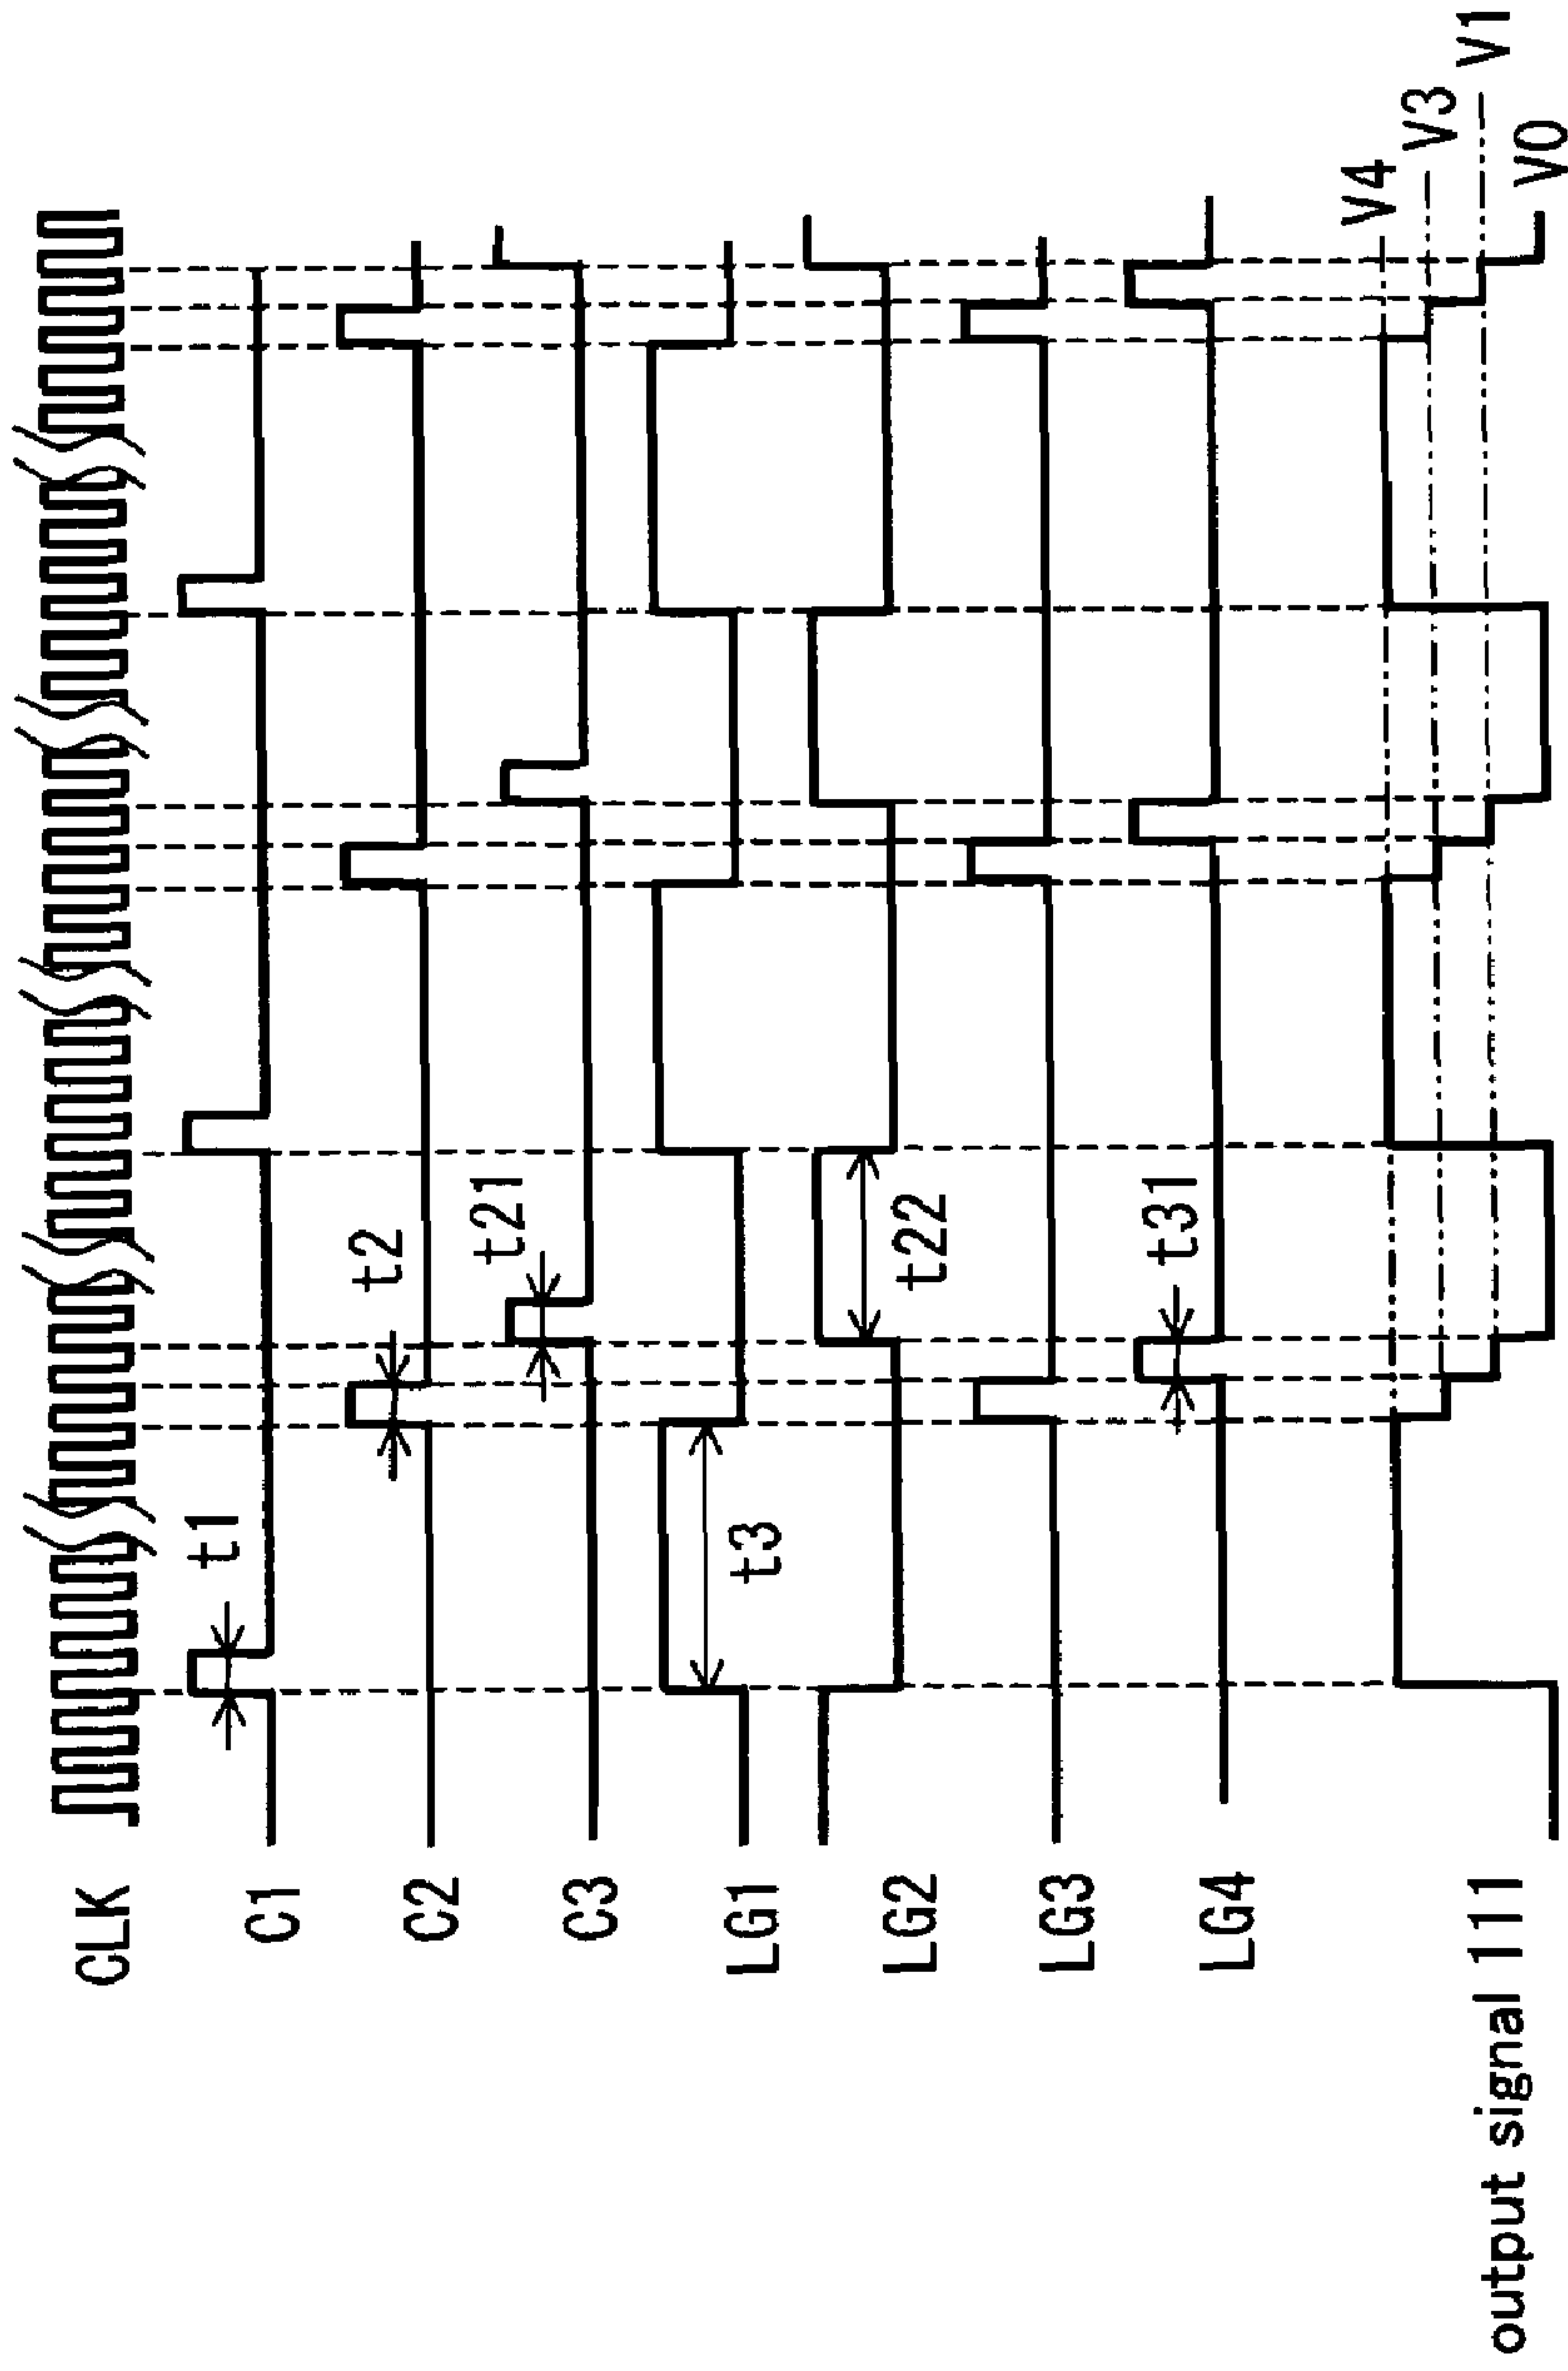 CLK
C1
t1
C2
t2
C3
t21
LG1
t3
LG2
t22
LG3
LG4
t31
output signal 111
V4
V3
V1
V0